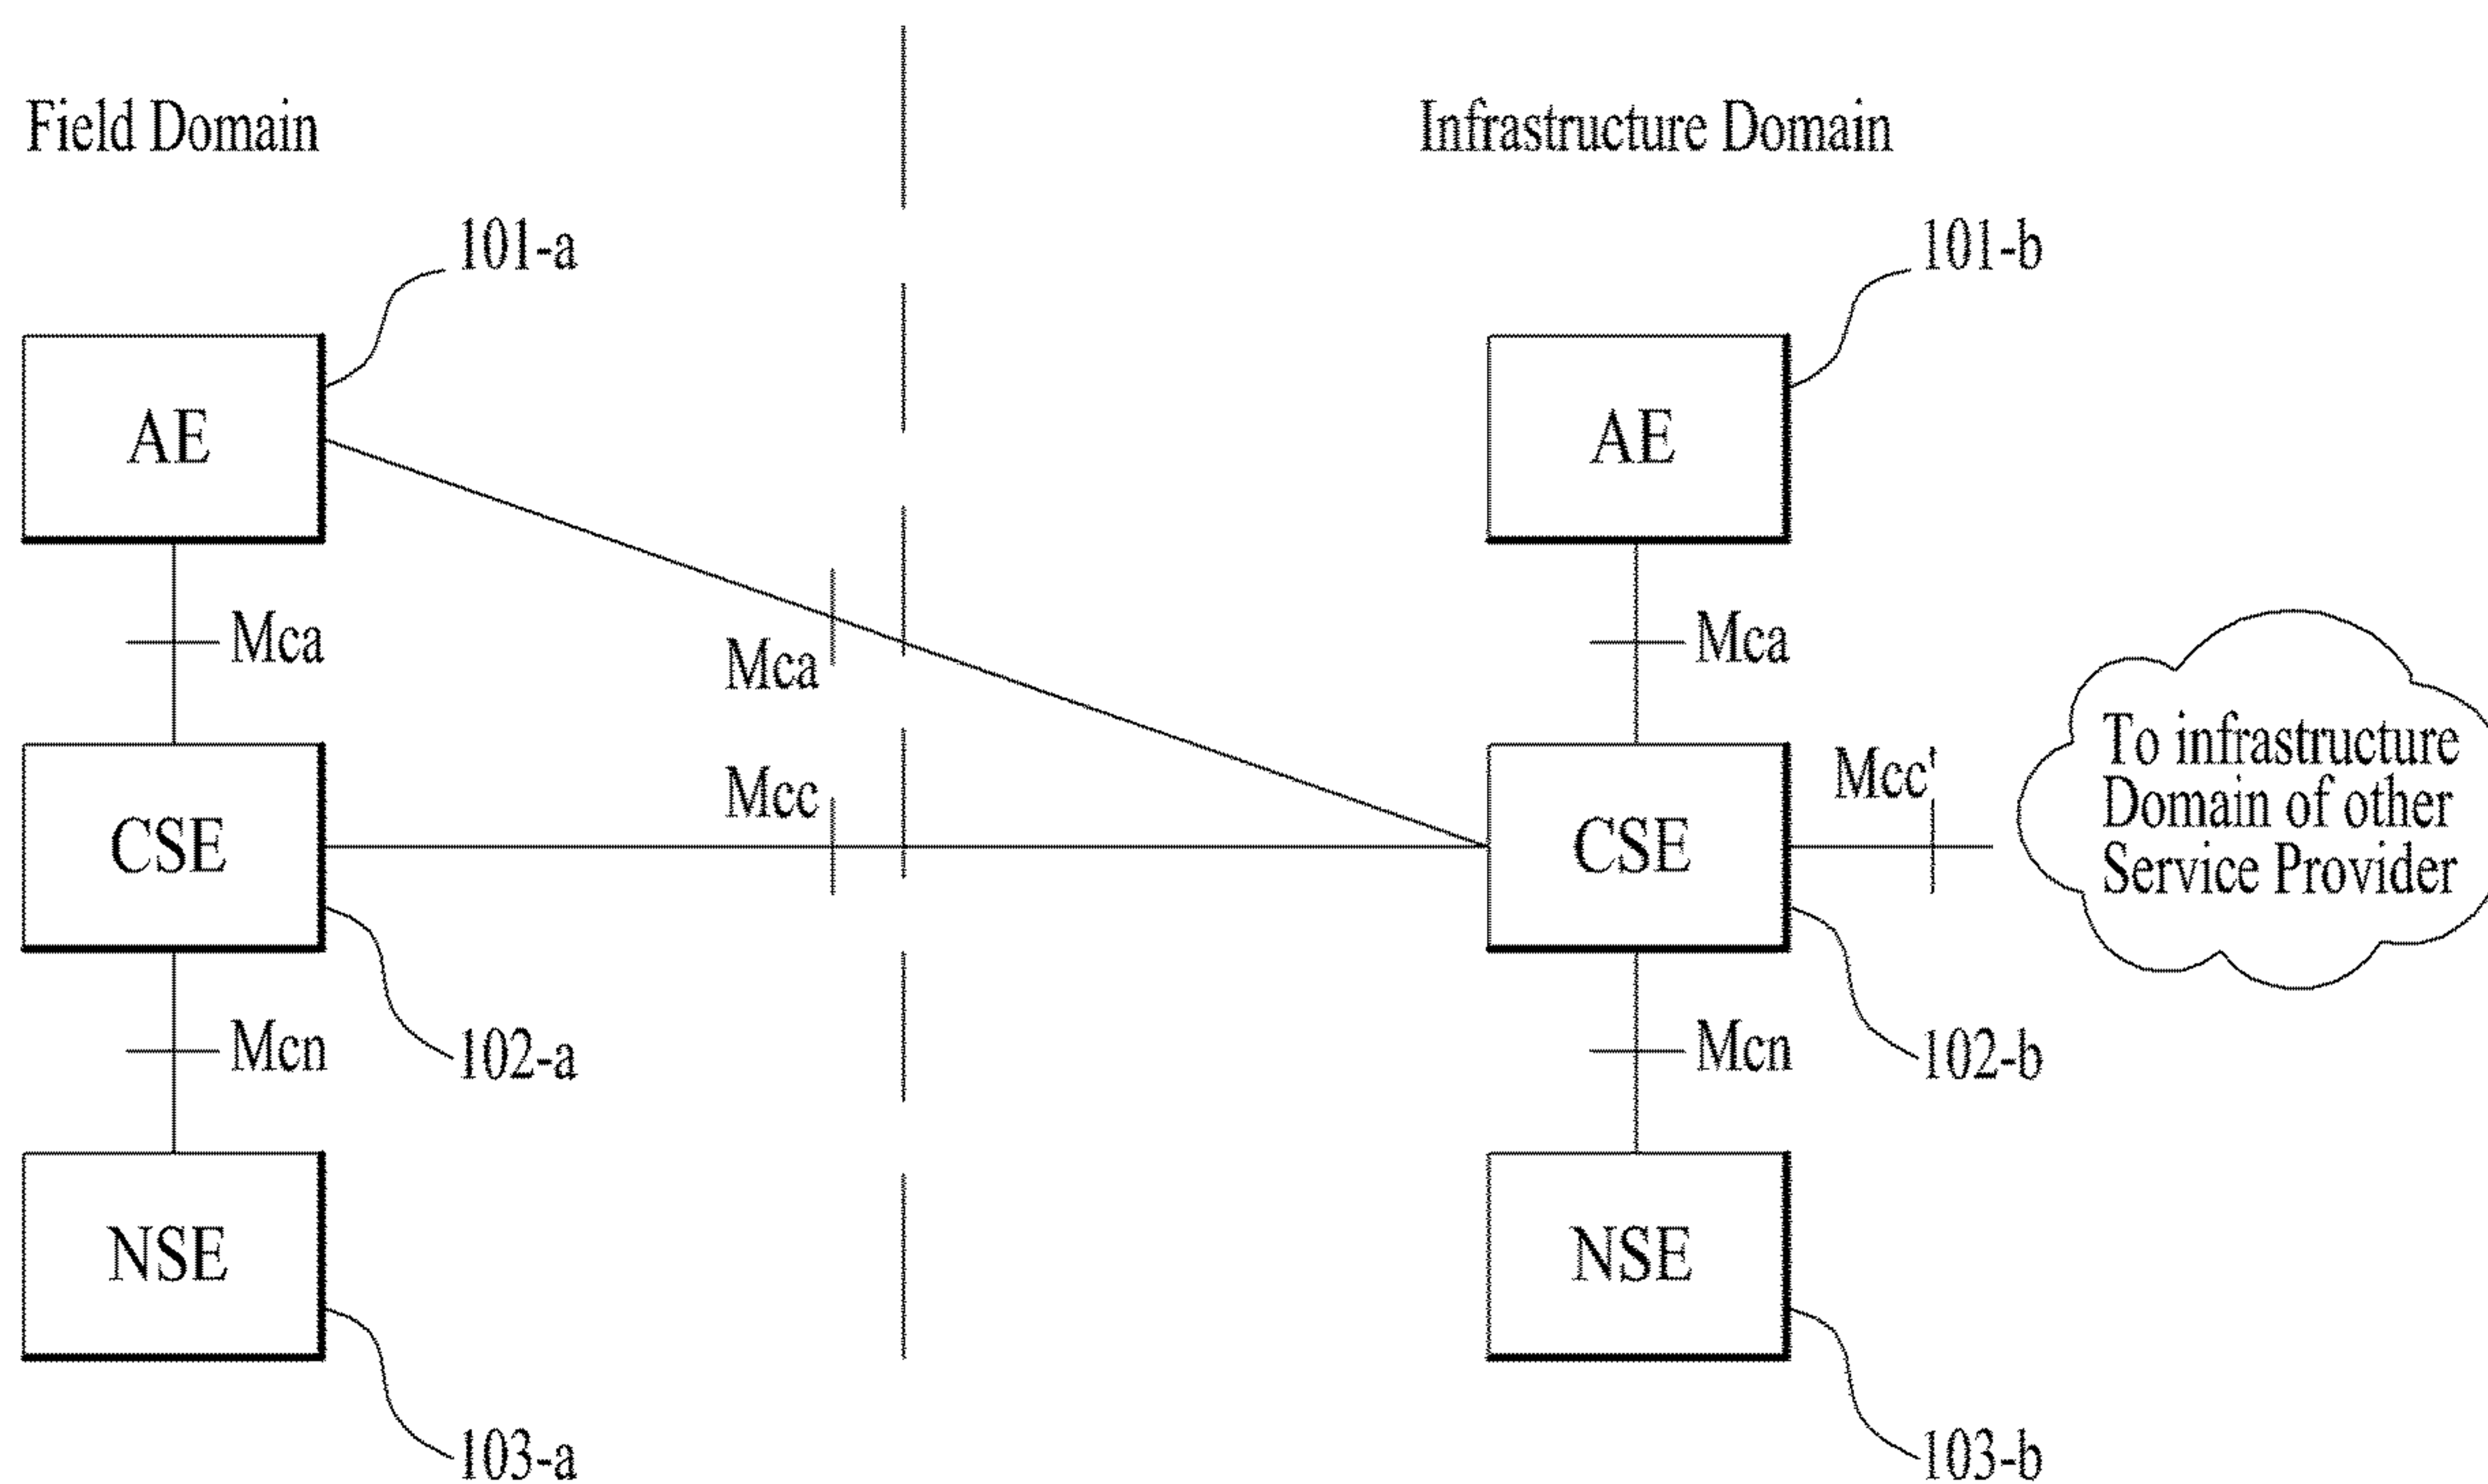 Field Domain
Infrastructure Domain
101-a
101-b
AE
AE
Mca
Mca
Mca
To infrastructure
Domain of other
Service Provider
Mcc
Mcc'
CSE
CSE
102-a
102-b
Mcn
Mcn
NSE
NSE
103-a
103-b